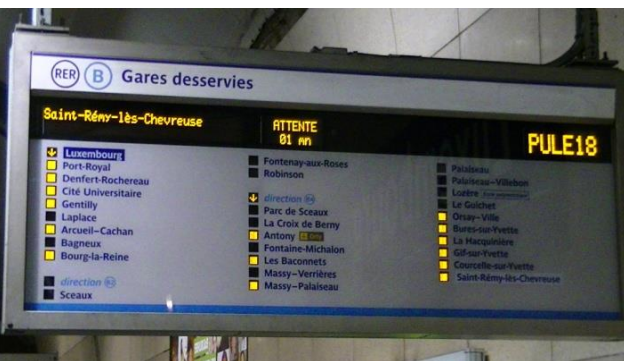 RER B Gares desservies
Saint-Rémy-lès-Chevreuse
ATTENTE
01 mn
PULE18
Luxembourg
Port-Royal
Denfert-Rochereau
Cité Universitaire
Gentilly
Laplace
Arcueil-Cachan
Bagneux
Bourg-la-Reine
direction
Sceaux
Fontenay-aux-Roses
Robinson
direction
Parc de Sceaux
La Croix de Berny
Antony
Fontaine-Michalon
Les Baconnets
Massy-Verrières
Massy-Palaiseau
Palaiseau
Palaiseau-Villebon
Lozère
Le Guichet
Orsay-Ville
Bures-sur-Yvette
La Hacquinière
Gif-sur-Yvette
Courcelle-sur-Yvette
Saint-Rémy-lès-Chevreuse